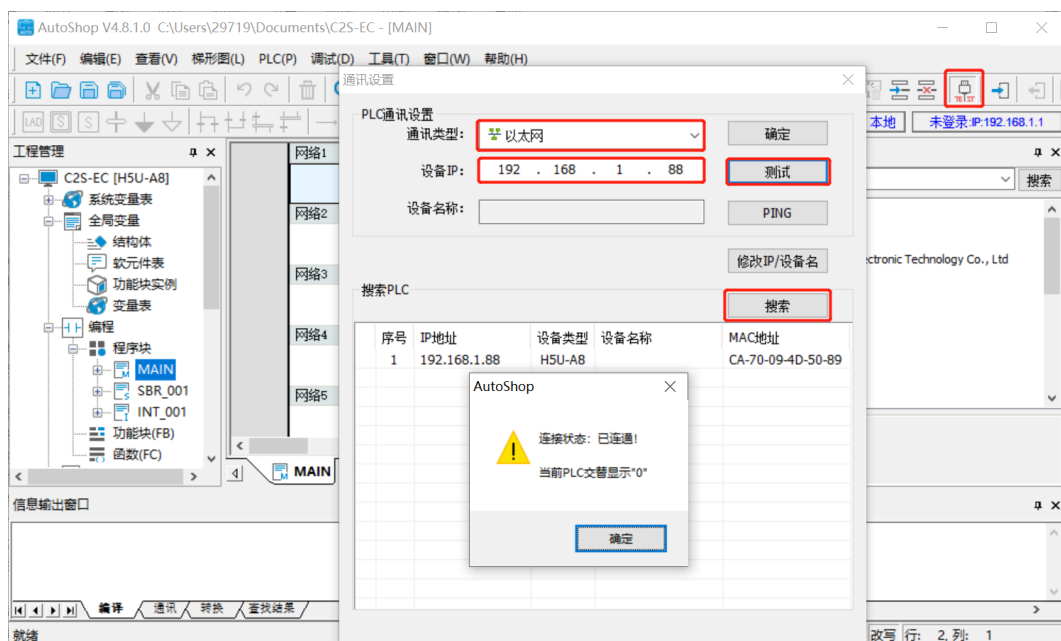 AutoShop V4.8.1.0 C:\Users\29719\Documents\C2S-EC - [MAIN]
文件(F) 编辑(E) 查看(V) 梯形图(L) PLC(P) 调试(D) 工具(T) 窗口(W) 帮助(H)
通讯设置
TEST
LAD S S
本地 未登录:IP:192.168.1.1
PLC通讯设置
通讯类型: 以太网 确定
设备IP: 192 . 168 . 1 . 88 测试
设备名称: PING
修改IP/设备名
搜索PLC
搜索
序号 IP地址 设备类型 设备名称 MAC地址
1 192.168.1.88 H5U-A8 CA-70-09-4D-50-89
AutoShop
连接状态: 已连通!
当前PLC交替显示"0"
确定
工程管理
C2S-EC [H5U-A8]
系统变量表
全局变量
结构体
软元件表
功能块实例
变量表
编程
程序块
MAIN
SBR_001
INT_001
功能块(FB)
函数(FC)
网络1
网络2
网络3
网络4
网络5
MAIN
搜索
ctronic Technology Co., Ltd
信息输出窗口
编译 通讯 转换 查找结果
就绪
改写 行: 2, 列: 1